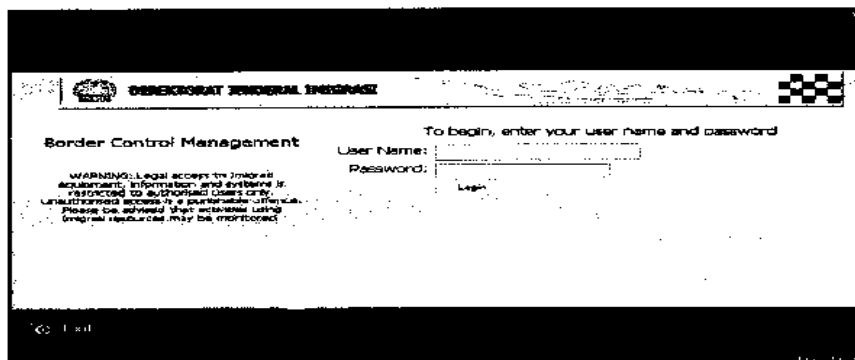 DIREKTORAT JENDERAL IMIGRASI
To begin, enter your user name and password
Border Control Management
User Name:
Password:
Login
WARNING: Legal access to Imigrasi
equipment, information and systems is
restricted to authorised users only.
Unauthorised access is a punishable offence.
Please be advised that activities using
Imigrasi resources may be monitored
Exit